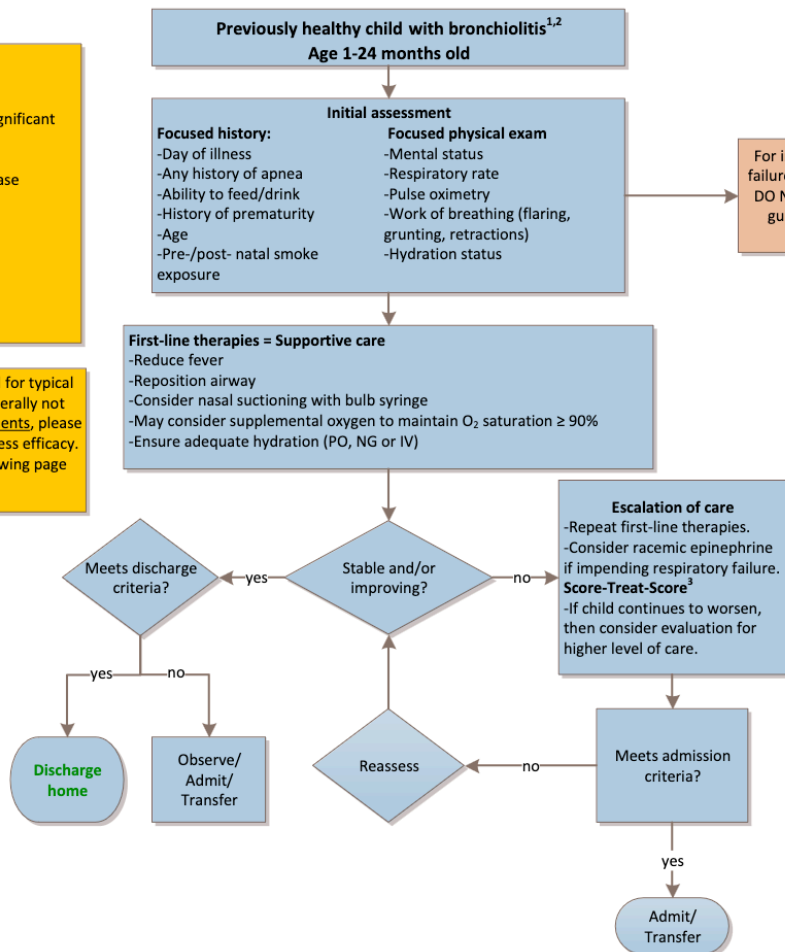 Previously healthy child with bronchiolitis1,2
Age 1-24 months old
Initial assessment
Focused history:
-Day of illness
-Any history of apnea
-Ability to feed/drink
-History of prematurity
-Age
-Pre-/post- natal smoke
exposure
Focused physical exam
-Mental status
-Respiratory rate
-Pulse oximetry
-Work of breathing (flaring,
grunting, retractions)
-Hydration status
For i
failure
DO N
gu
First-line therapies = Supportive care
-Reduce fever
-Reposition airway
-Consider nasal suctioning with bulb syringe
-May consider supplemental oxygen to maintain O2 saturation ≥ 90%
-Ensure adequate hydration (PO, NG or IV)
for typical
erally not
ents, please
ess efficacy.
wing page
Stable and/or
improving?
yes
Meets discharge
criteria?
yes
no
Discharge
home
Observe/
Admit/
Transfer
no
Escalation of care
-Repeat first-line therapies.
-Consider racemic epinephrine
if impending respiratory failure.
Score-Treat-Score3
-If child continues to worsen,
then consider evaluation for
higher level of care.
Meets admission
criteria?
no
Reassess
yes
Admit/
Transfer